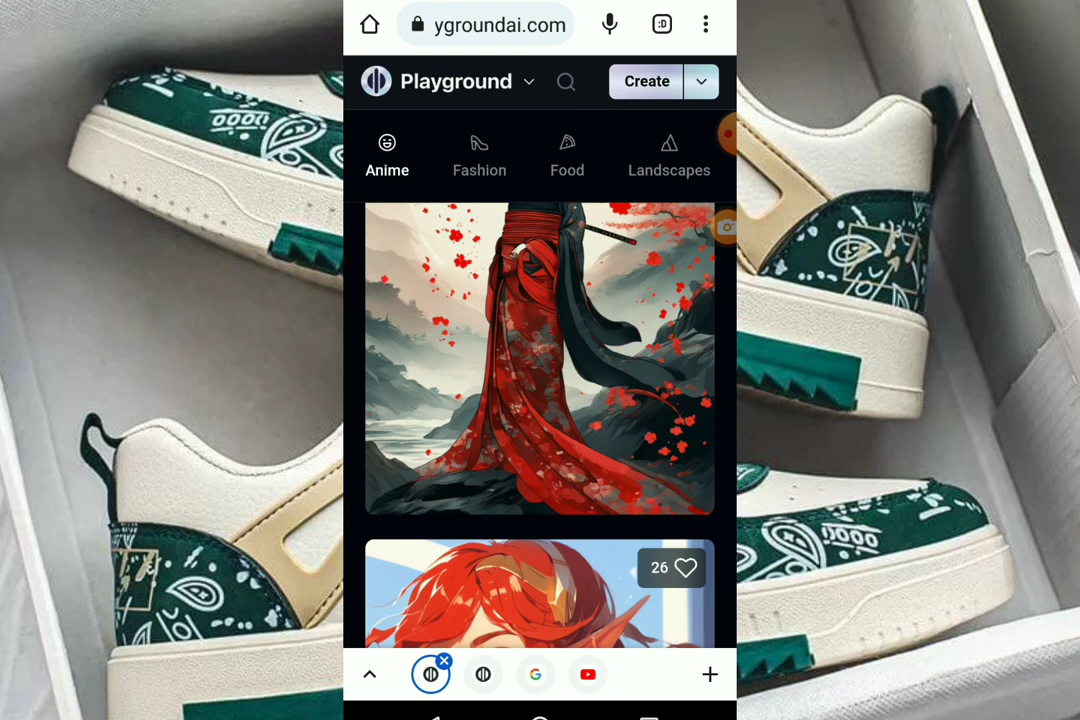 ygroundai.com
:D
Playground
Create
Anime
Fashion
Food
Landscapes
26